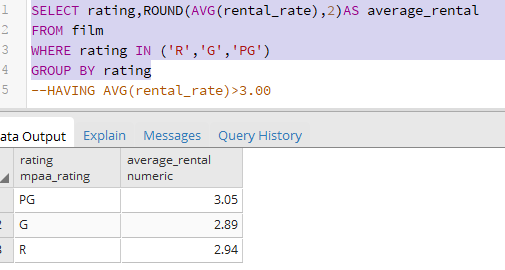 1 SELECT rating,ROUND(AVG(rental_rate),2)AS average_rental
2 FROM film
3 WHERE rating IN ('R','G','PG')
4 GROUP BY rating
5 --HAVING AVG(rental_rate)>3.00
ata Output Explain Messages Query History
rating average_rental
mpaa_rating numeric
PG 3.05
2 G 2.89
3 R 2.94